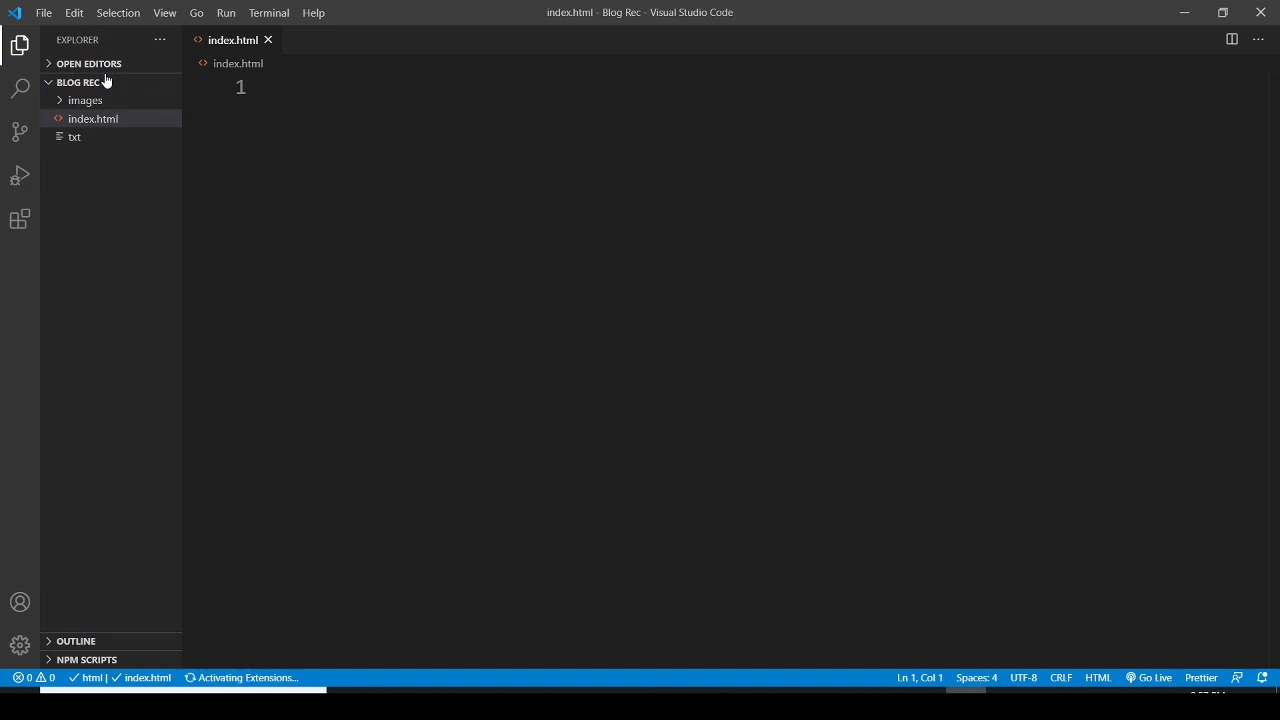 File Edit Selection View Go Run Terminal Help
index.html - Blog Rec - Visual Studio Code
EXPLORER
index.html
OPEN EDITORS
index.html
BLOG REC
1
images
index.html
txt
OUTLINE
NPM SCRIPTS
0 0 html | index.html Activating Extensions... Ln 1, Col 1 Spaces: 4 UTF-8 CRLF HTML Go Live Prettier